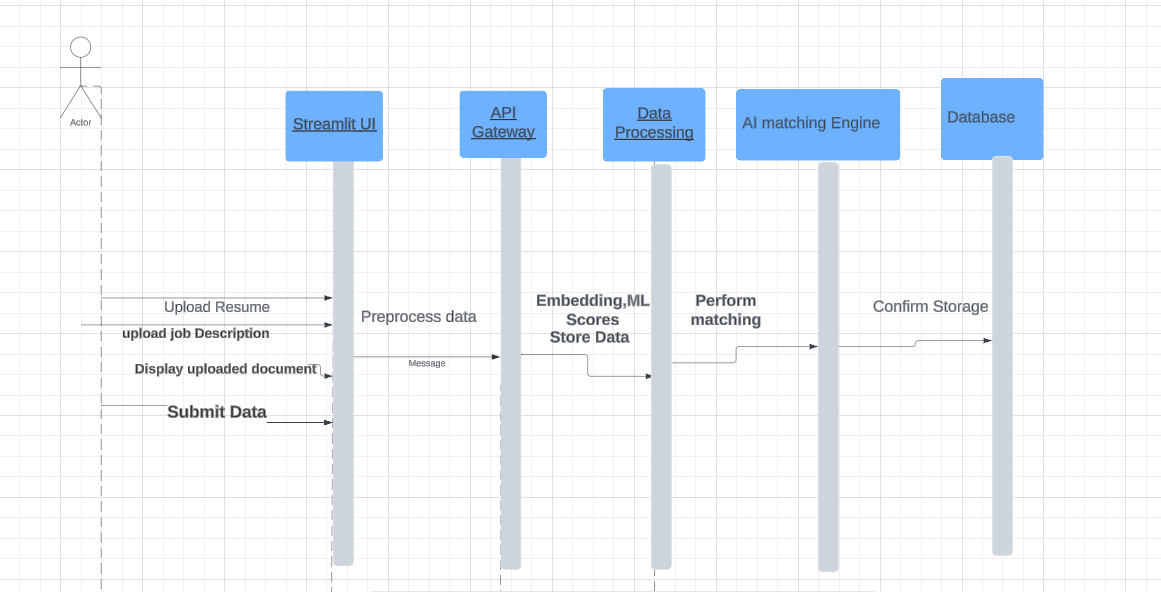 Actor
Streamlit UI
API
Gateway
Data
Processing
AI matching Engine
Database
Upload Resume
upload job Description
Display uploaded document
Submit Data
Preprocess data
Message
Embedding,ML
Scores
Store Data
Perform
matching
Confirm Storage